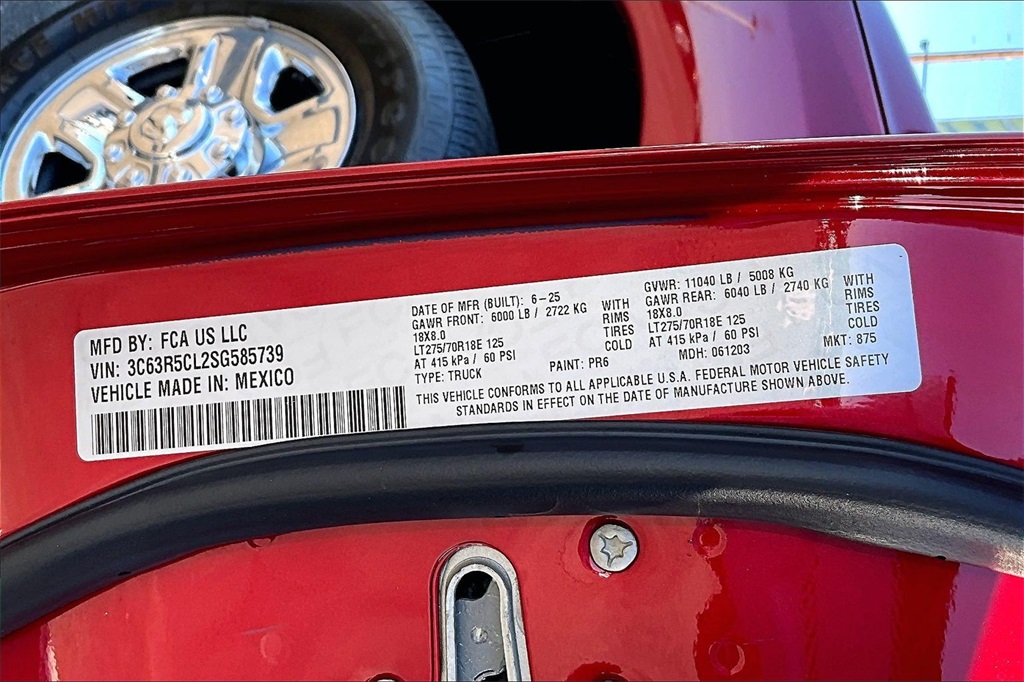 MFD BY: FCA US LLC
VIN: 3C63R5CL2SG585739
VEHICLE MADE IN: MEXICO
DATE OF MFR (BUILT): 6-25
GAWR FRONT: 6000 LB / 2722 KG WITH
18X8.0 RIMS
LT275/70R18E 125 TIRES
AT 415 kPa / 60 PSI COLD
TYPE: TRUCK PAINT: PR6
GVWR: 11040 LB / 5008 KG
GAWR REAR: 6040 LB / 2740 KG WITH
18X8.0 RIMS
LT275/70R18E 125 TIRES
AT 415 kPa / 60 PSI COLD
MDH: 061203 MKT: 875
THIS VEHICLE CONFORMS TO ALL APPLICABLE U.S.A. FEDERAL MOTOR VEHICLE SAFETY
STANDARDS IN EFFECT ON THE DATE OF MANUFACTURE SHOWN ABOVE.